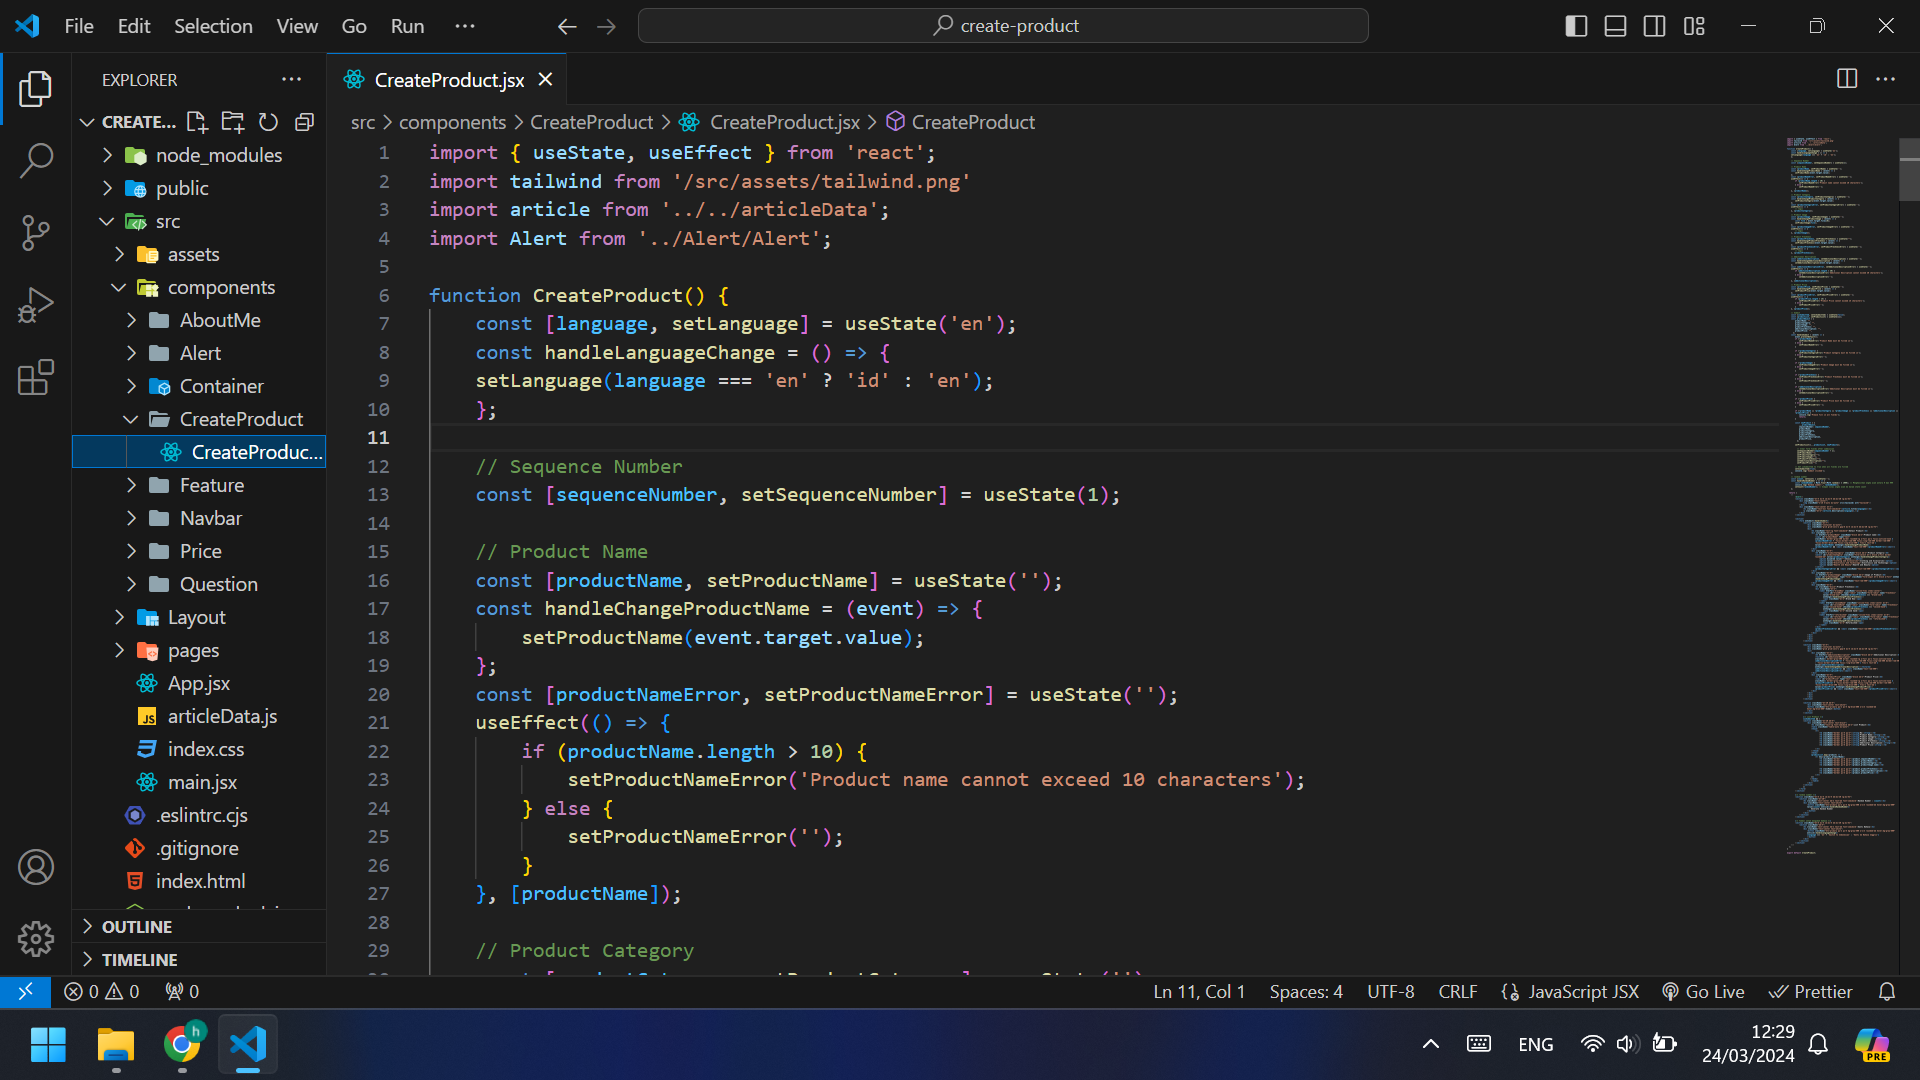 File Edit Selection View Go Run ··· create-product
EXPLORER ···
CreateProduct.jsx
CREATE...
src > components > CreateProduct > CreateProduct.jsx > CreateProduct
node_modules
public
src
assets
components
AboutMe
Alert
Container
CreateProduct
CreateProduc...
Feature
Navbar
Price
Question
Layout
pages
App.jsx
JS articleData.js
index.css
main.jsx
.eslintrc.cjs
.gitignore
index.html
OUTLINE
TIMELINE
1 import { useState, useEffect } from 'react';
2 import tailwind from '/src/assets/tailwind.png'
3 import article from '../../articleData';
4 import Alert from '../Alert/Alert';
5
6 function CreateProduct() {
7 const [language, setLanguage] = useState('en');
8 const handleLanguageChange = () => {
9 setLanguage(language === 'en' ? 'id' : 'en');
10 };
11
12 // Sequence Number
13 const [sequenceNumber, setSequenceNumber] = useState(1);
14
15 // Product Name
16 const [productName, setProductName] = useState('');
17 const handleChangeProductName = (event) => {
18 setProductName(event.target.value);
19 };
20 const [productNameError, setProductNameError] = useState('');
21 useEffect(() => {
22 if (productName.length > 10) {
23 setProductNameError('Product name cannot exceed 10 characters');
24 } else {
25 setProductNameError('');
26 }
27 }, [productName]);
28
29 // Product Category
0 0 0 Ln 11, Col 1 Spaces: 4 UTF-8 CRLF JavaScript JSX Go Live Prettier
h ENG 12:29
24/03/2024
PRE